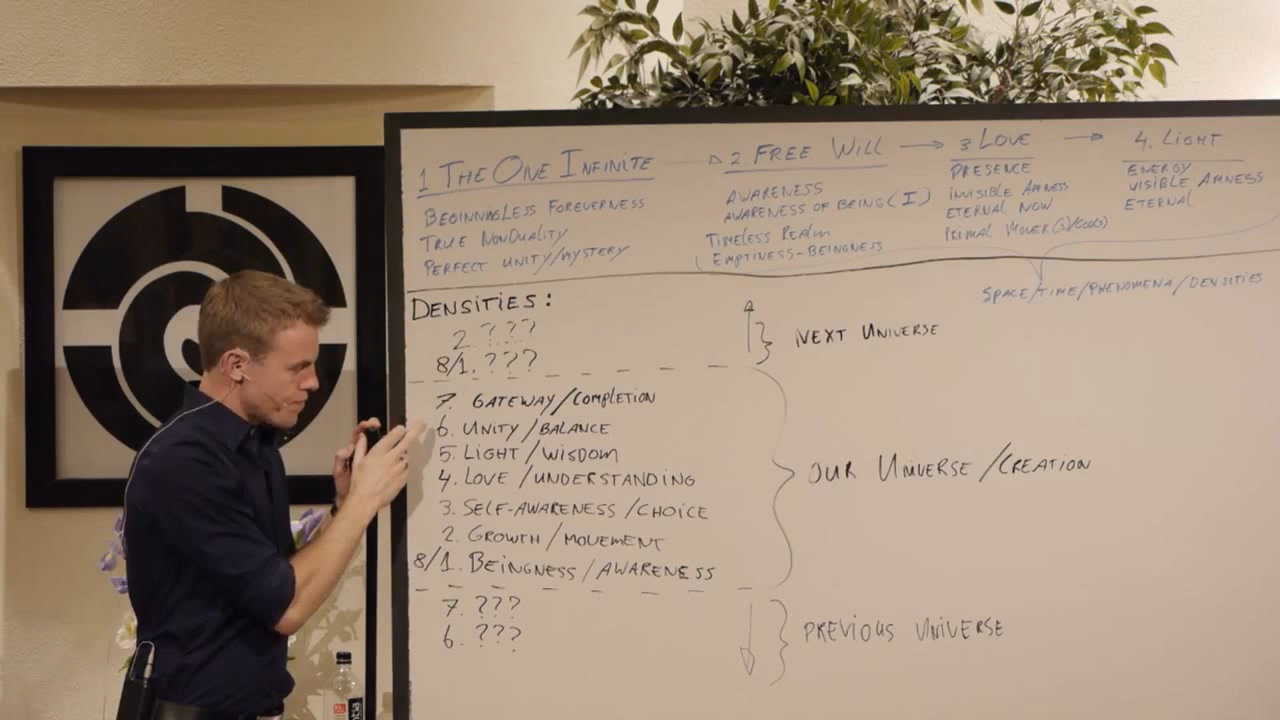 1 THE ONE INFINITE → 2 FREE WILL → 3 LOVE → 4. LIGHT
BEGINNINGLESS FOREVERNESS
TRUE NONDUALITY
PERFECT UNITY/MYSTERY
AWARENESS
AWARENESS OF BEING (I)
TIMELESS REALM
EMPTINESS-BEINGNESS
PRESENCE
INVISIBLE AMNESS
ETERNAL NOW
PRIMAL MOVER
ENERGY
VISIBLE AMNESS
ETERNAL
SPACE/TIME/PHENOMENA/DENSITIES
DENSITIES:
2. ???
8/1. ???
NEXT UNIVERSE
7. GATEWAY/COMPLETION
6. UNITY/BALANCE
5. LIGHT/WISDOM
4. LOVE/UNDERSTANDING
3. SELF-AWARENESS/CHOICE
2. GROWTH/MOVEMENT
8/1. BEINGNESS/AWARENESS
OUR UNIVERSE/CREATION
7. ???
6. ???
PREVIOUS UNIVERSE